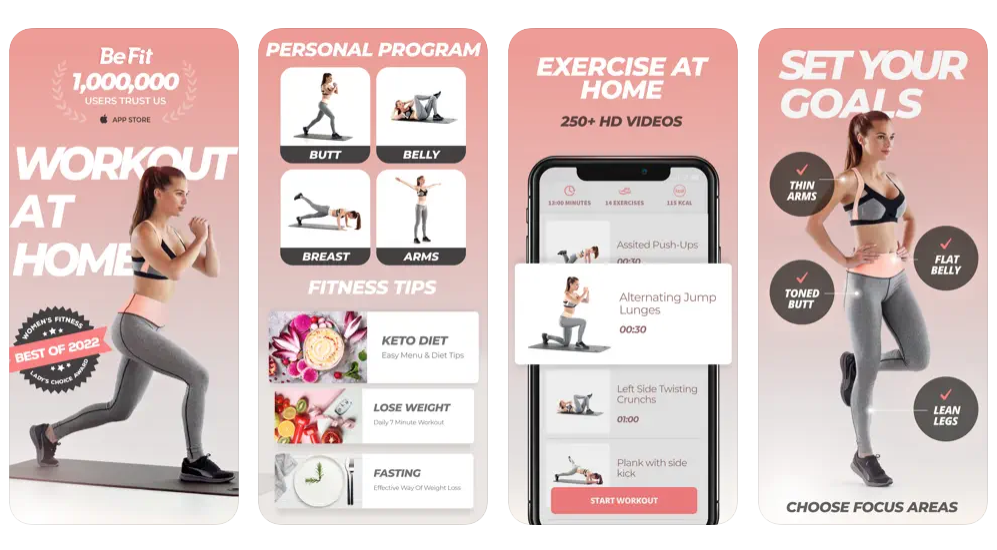 BeFit
1,000,000
USERS TRUST US
APP STORE
WORKOUT
AT
HOME
WOMEN'S FITNESS
BEST OF 2022
LADY'S CHOICE AWARD
PERSONAL PROGRAM
BUTT
BELLY
BREAST
ARMS
FITNESS TIPS
KETO DIET
Easy Menu & Diet Tips
LOSE WEIGHT
Daily 7 Minute Workout
FASTING
Effective Way Of Weight Loss
EXERCISE AT
HOME
250+ HD VIDEOS
12:00 MINUTES
14 EXERCISES
113 KCAL
Assited Push-Ups
00:30
Alternating Jump
Lunges
00:30
Left Side Twisting
Crunchs
01:00
Plank with side
kick
START WORKOUT
SET YOUR
GOALS
THIN
ARMS
FLAT
BELLY
TONED
BUTT
LEAN
LEGS
CHOOSE FOCUS AREAS